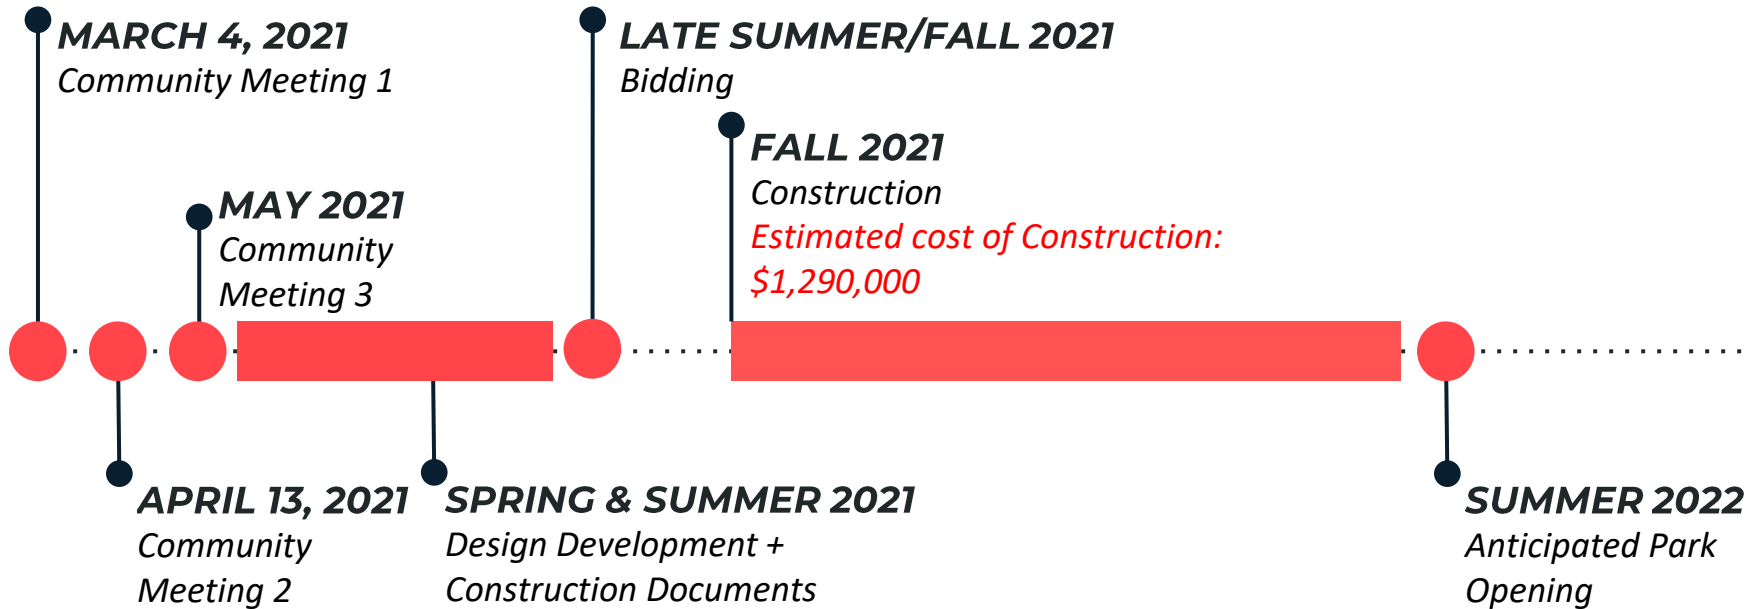 MARCH 4, 2021
Community Meeting 1
LATE SUMMER/FALL 2021
Bidding
FALL 2021
Construction
Estimated cost of Construction:
$1,290,000
MAY 2021
Community
Meeting 3
APRIL 13, 2021
Community
Meeting 2
SPRING & SUMMER 2021
Design Development +
Construction Documents
SUMMER 2022
Anticipated Park
Opening